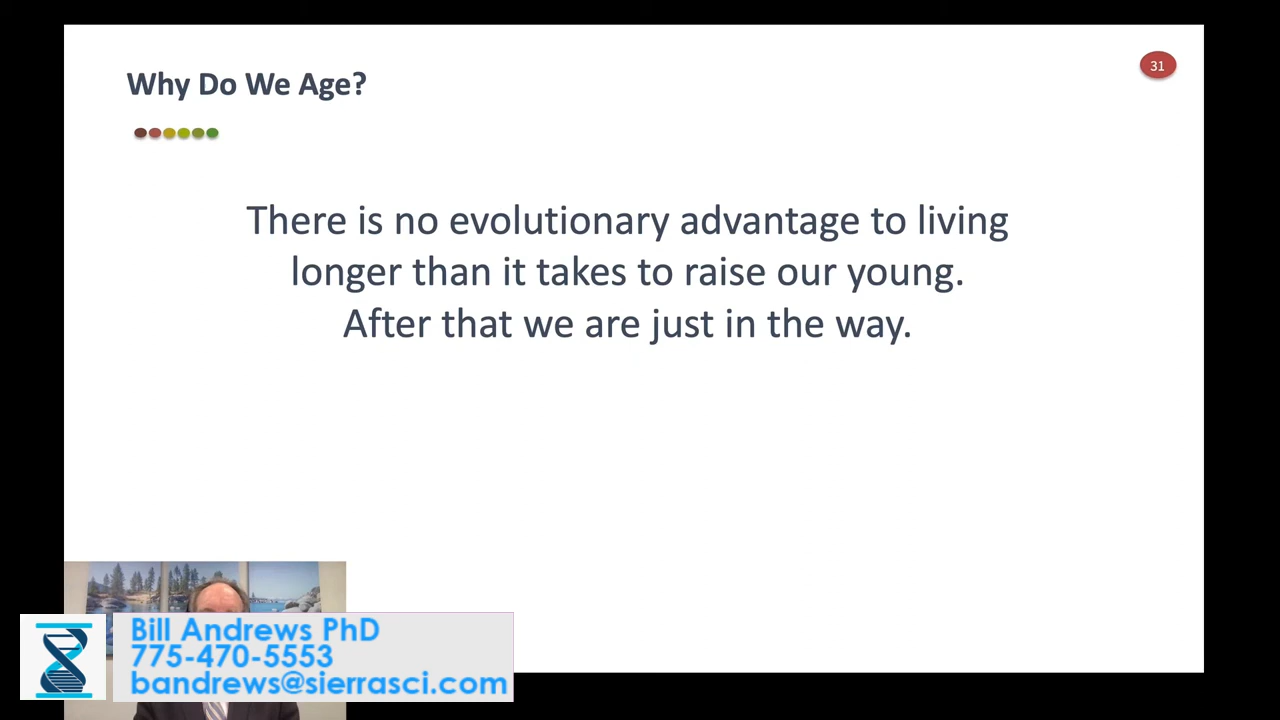 Why Do We Age?
31
There is no evolutionary advantage to living
longer than it takes to raise our young.
After that we are just in the way.
Bill Andrews PhD
775-470-5553
bandrews@sierrasci.com